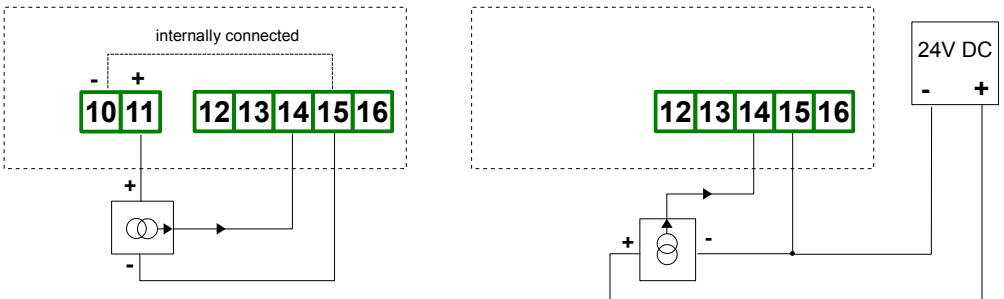 internally connected
- +
10 11 12 13 14 15 16
+
-
24V DC
- +
12 13 14 15 16
+ -